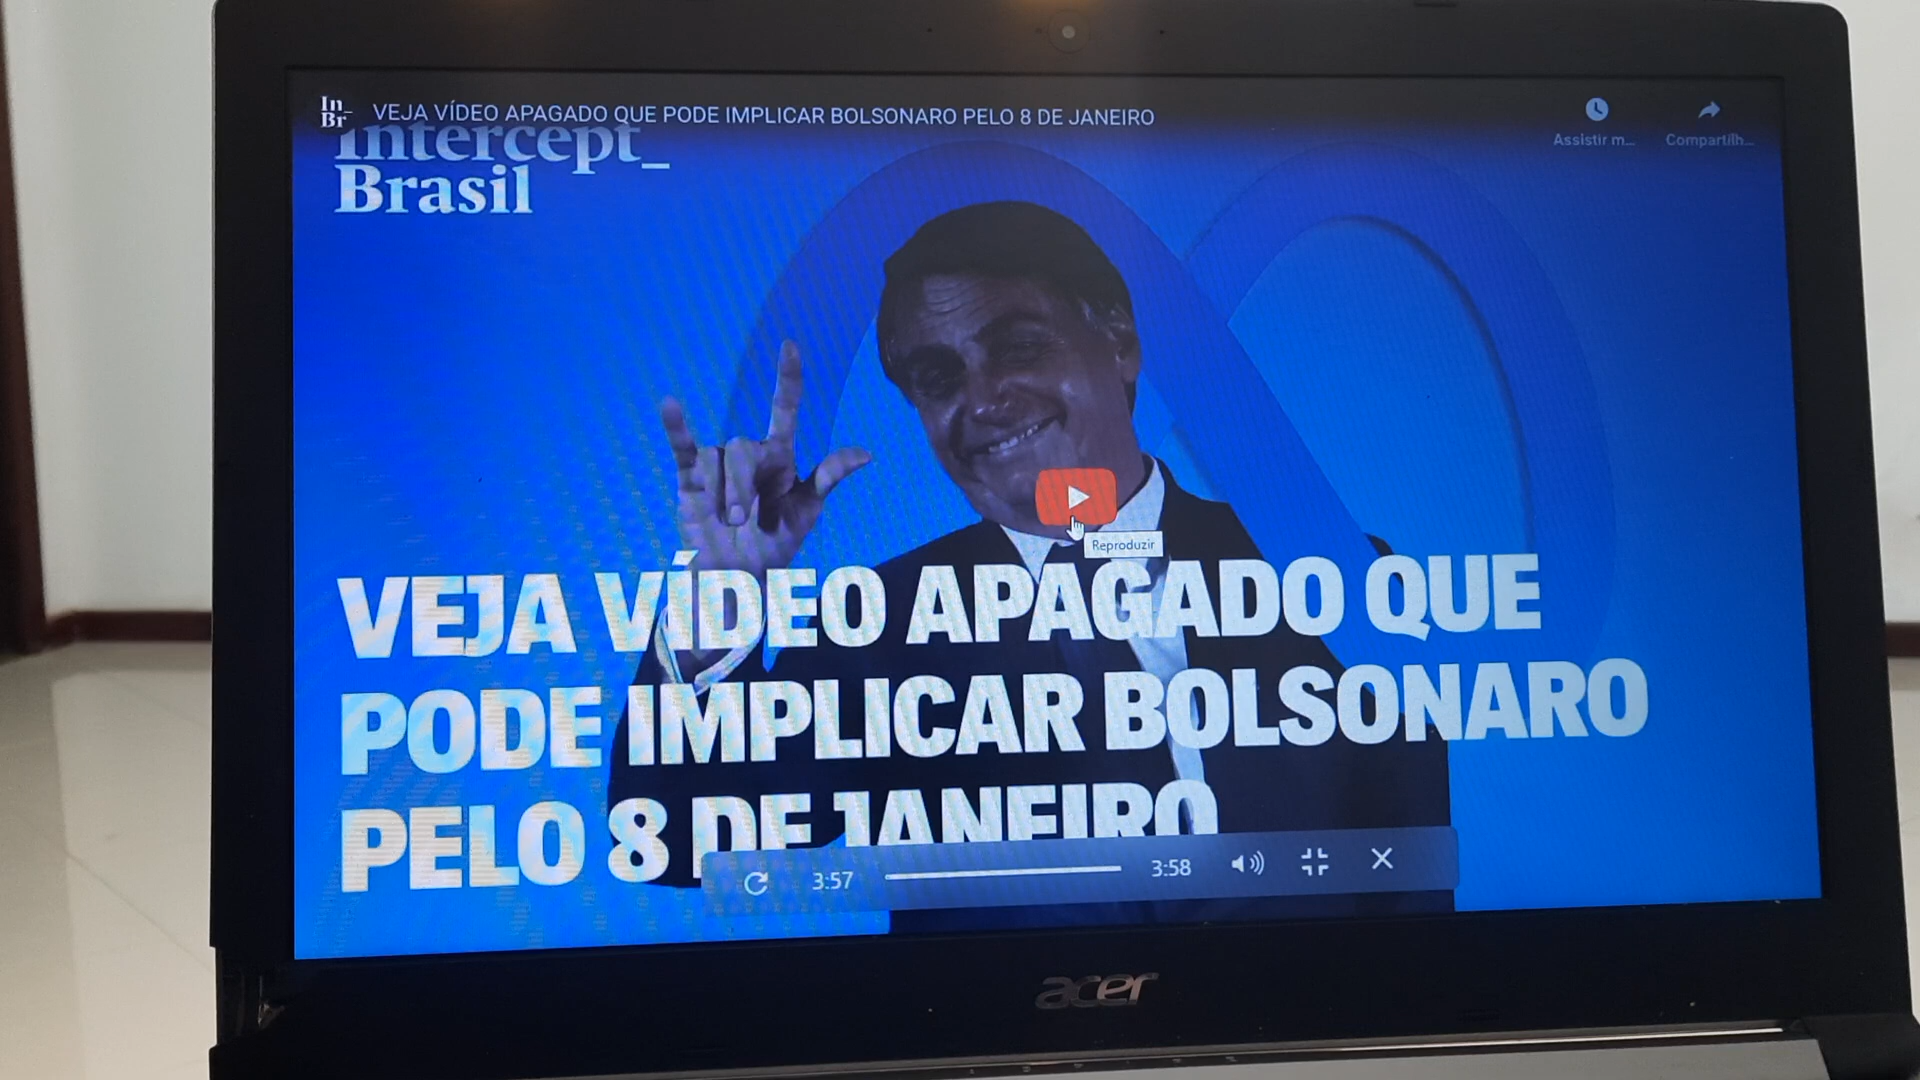 In_
Br
VEJA VÍDEO APAGADO QUE PODE IMPLICAR BOLSONARO PELO 8 DE JANEIRO
Assistir m...
Compartilh...
Intercept_
Brasil
Reproduzir
VEJA VÍDEO APAGADO QUE
PODE IMPLICAR BOLSONARO
PELO 8 DE JANEIRO
3:57
3:58
acer